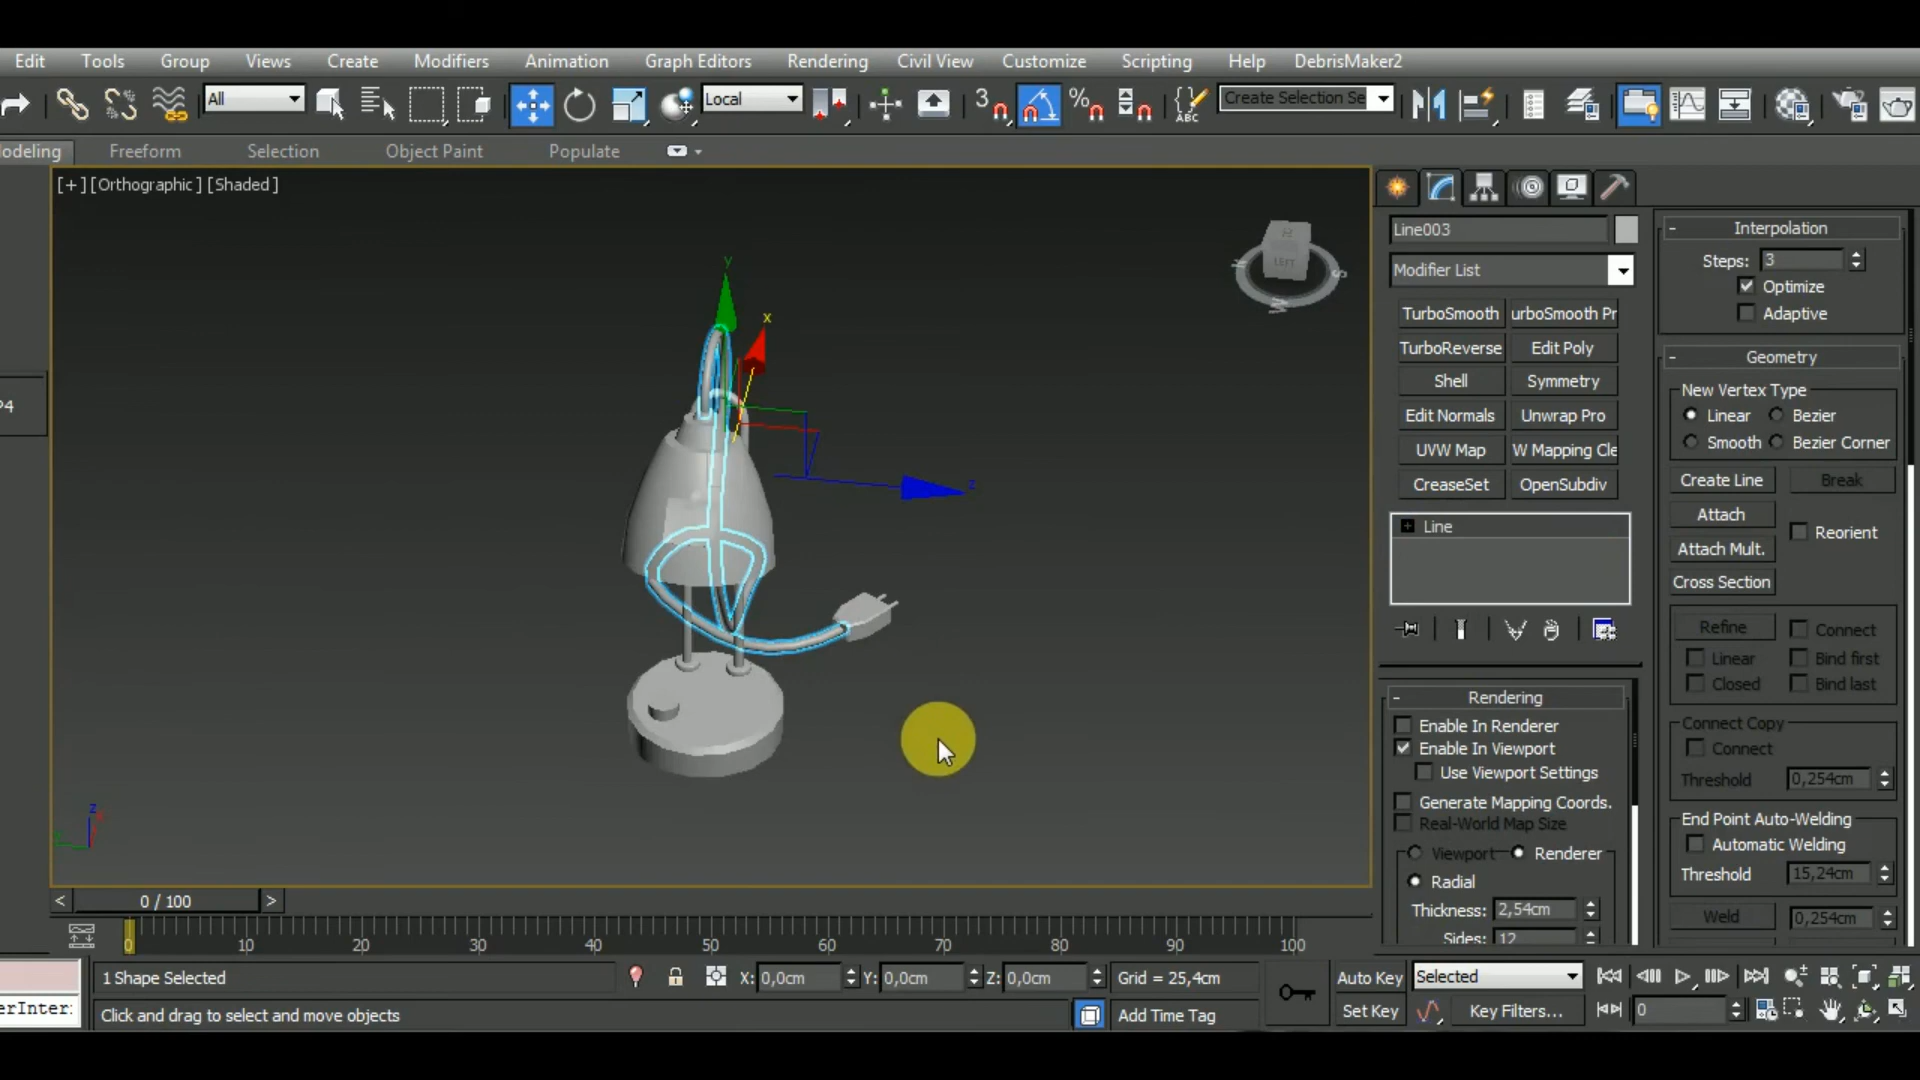 Edit Tools Group Views Create Modifiers Animation Graph Editors Rendering Civil View Customize Scripting Help DebrisMaker2
All Local 3 % ABC Create Selection Se
odeling Freeform Selection Object Paint Populate
[+][Orthographic][Shaded]
y
x
z
LEFT
S
z
P4
0 / 100
0 10 20 30 40 50 60 70 80 90 100
Line003
Modifier List
TurboSmooth urboSmooth Pr
TurboReverse Edit Poly
Shell Symmetry
Edit Normals Unwrap Pro
UVW Map W Mapping Cle
CreaseSet OpenSubdiv
+ Line
- Rendering
Enable In Renderer
Enable In Viewport
Use Viewport Settings
Generate Mapping Coords.
Real-World Map Size
Viewport Renderer
Radial
Thickness: 2,54cm
Sides: 12
- Interpolation
Steps: 3
Optimize
Adaptive
- Geometry
New Vertex Type
Linear Bezier
Smooth Bezier Corner
Create Line Break
Attach
Reorient
Attach Mult.
Cross Section
Refine Connect
Linear Bind first
Closed Bind last
Connect Copy
Connect
Threshold 0,254cm
End Point Auto-Welding
Automatic Welding
Threshold 15,24cm
Weld 0,254cm
1 Shape Selected X: 0,0cm Y: 0,0cm Z: 0,0cm Grid = 25,4cm Auto Key Selected
erInter: Click and drag to select and move objects Add Time Tag Set Key Key Filters... 0